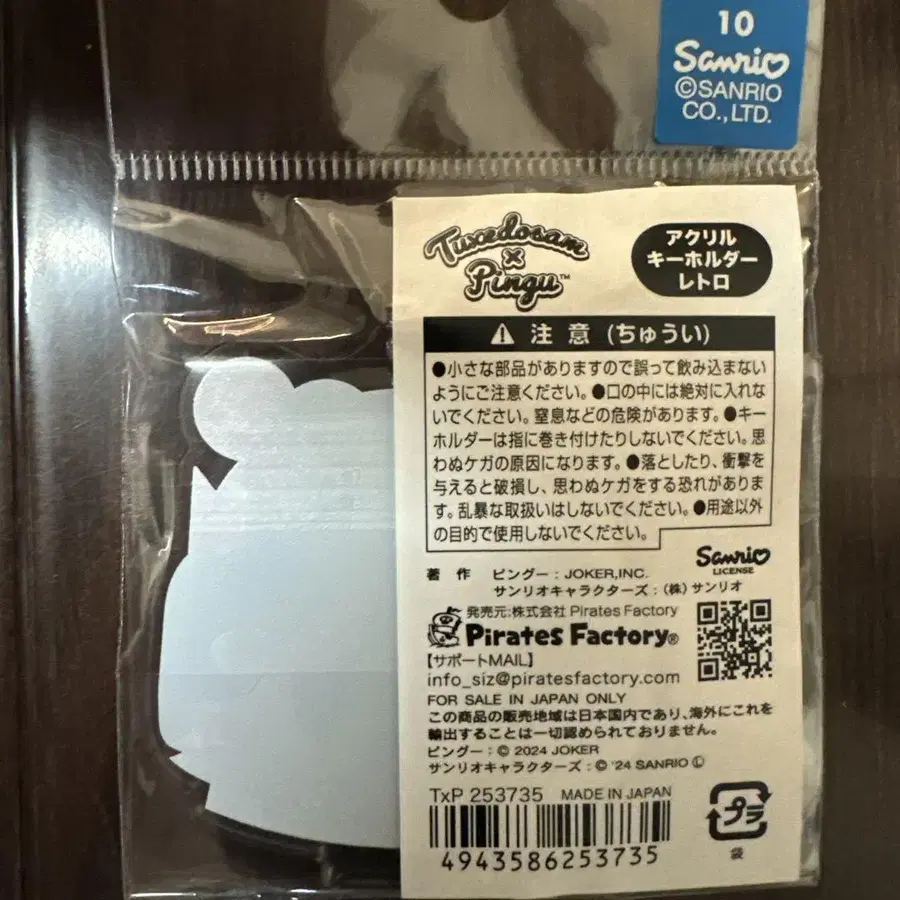 10
Sanrio
©SANRIO
CO.,LTD.
Tuxedosam
×
Pingu™
アクリル
キーホルダー
レトロ
注意(ちゅうい)
●小さな部品がありますので誤って飲み込まない
ようにご注意ください。●口の中には絶対に入れな
いでください。窒息などの危険があります。●キー
ホルダーは指に巻き付けたりしないでください。思
わぬケガの原因になります。●落としたり、衝撃を
与えると破損し、思わぬケガをする恐れがありま
す。乱暴な取扱いはしないでください。●用途以外
の目的で使用しないでください。
Sanrio
LICENSE
著 作 ピングー:JOKER,INC.
サンリオキャラクターズ:(株)サンリオ
発売元:株式会社 Pirates Factory
Pirates Factory®
【サポートMAIL】
info_siz@piratesfactory.com
FOR SALE IN JAPAN ONLY
この商品の販売地域は日本国内であり、海外にこれを
輸出することは一切認められておりません。
ピングー:© 2024 JOKER
サンリオキャラクターズ:© '24 SANRIO Ⓛ
TxP 253735 MADE IN JAPAN
4943586253735
プラ
袋